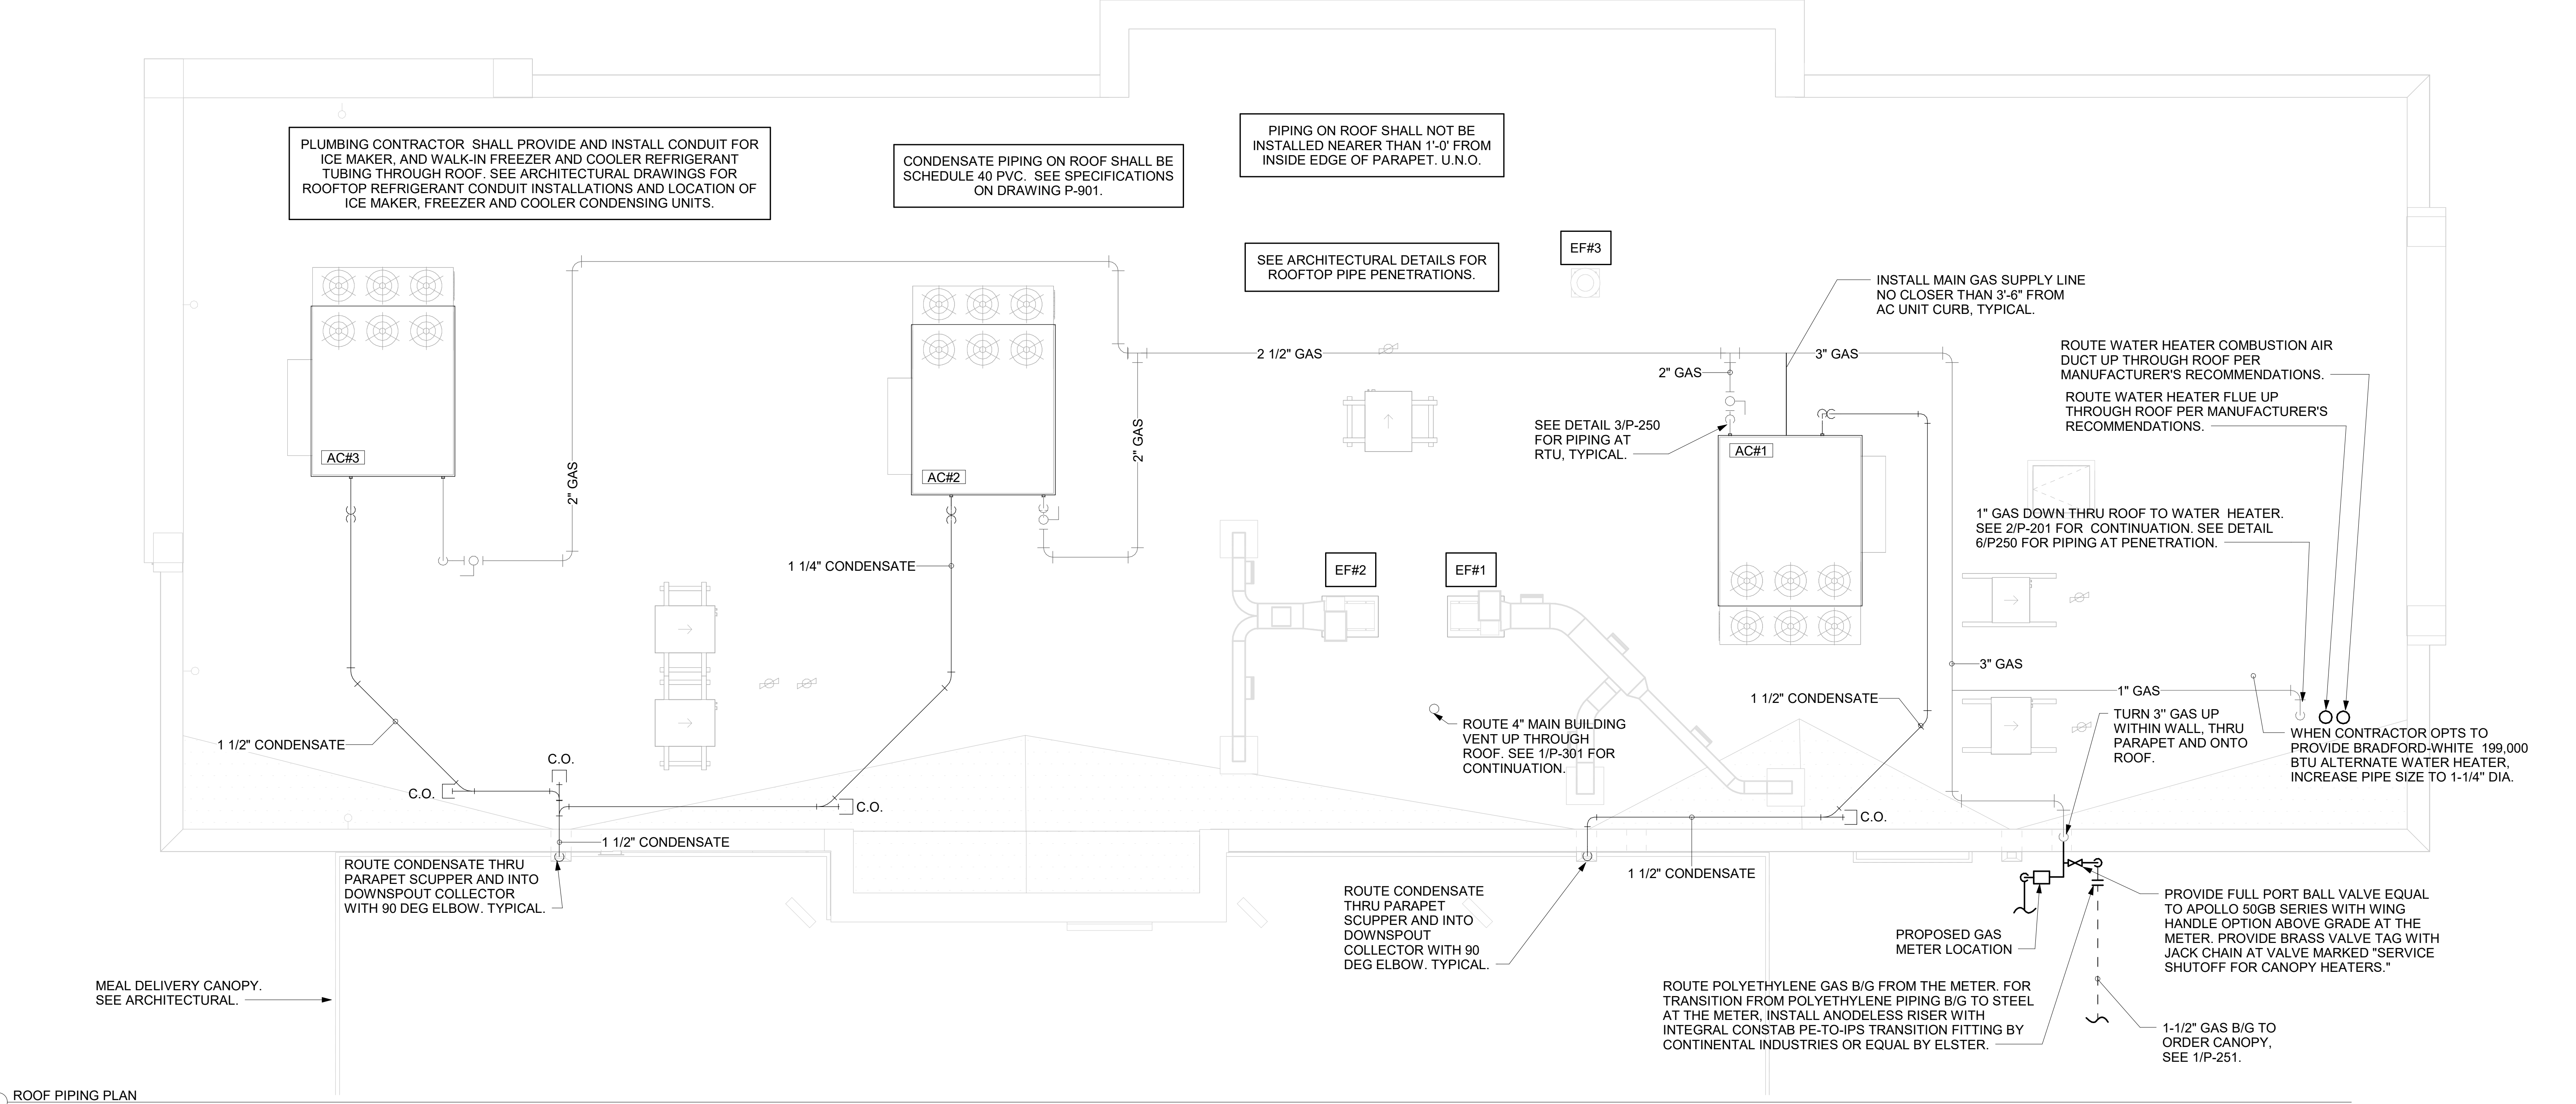 PLUMBING CONTRACTOR SHALL PROVIDE AND INSTALL CONDUIT FOR
ICE MAKER, AND WALK-IN FREEZER AND COOLER REFRIGERANT
TUBING THROUGH ROOF. SEE ARCHITECTURAL DRAWINGS FOR
ROOFTOP REFRIGERANT CONDUIT INSTALLATIONS AND LOCATION OF
ICE MAKER, FREEZER AND COOLER CONDENSING UNITS.
CONDENSATE PIPING ON ROOF SHALL BE
SCHEDULE 40 PVC. SEE SPECIFICATIONS
ON DRAWING P-901.
PIPING ON ROOF SHALL NOT BE
INSTALLED NEARER THAN 1'-0' FROM
INSIDE EDGE OF PARAPET. U.N.O.
SEE ARCHITECTURAL DETAILS FOR
ROOFTOP PIPE PENETRATIONS.
EF#3
INSTALL MAIN GAS SUPPLY LINE
NO CLOSER THAN 3'-6" FROM
AC UNIT CURB, TYPICAL.
ROUTE WATER HEATER COMBUSTION AIR
DUCT UP THROUGH ROOF PER
MANUFACTURER'S RECOMMENDATIONS.
ROUTE WATER HEATER FLUE UP
THROUGH ROOF PER MANUFACTURER'S
RECOMMENDATIONS.
2 1/2" GAS
3" GAS
2" GAS
SEE DETAIL 3/P-250
FOR PIPING AT
RTU, TYPICAL.
AC#3
2" GAS
AC#2
2" GAS
AC#1
1" GAS DOWN THRU ROOF TO WATER HEATER.
SEE 2/P-201 FOR CONTINUATION. SEE DETAIL
6/P250 FOR PIPING AT PENETRATION.
1 1/4" CONDENSATE
EF#2
EF#1
3" GAS
1" GAS
1 1/2" CONDENSATE
TURN 3" GAS UP
WITHIN WALL, THRU
PARAPET AND ONTO
ROOF.
WHEN CONTRACTOR OPTS TO
PROVIDE BRADFORD-WHITE 199,000
BTU ALTERNATE WATER HEATER,
INCREASE PIPE SIZE TO 1-1/4" DIA.
ROUTE 4" MAIN BUILDING
VENT UP THROUGH
ROOF. SEE 1/P-301 FOR
CONTINUATION.
1 1/2" CONDENSATE
C.O.
C.O.
C.O.
C.O.
1 1/2" CONDENSATE
1 1/2" CONDENSATE
ROUTE CONDENSATE THRU
PARAPET SCUPPER AND INTO
DOWNSPOUT COLLECTOR
WITH 90 DEG ELBOW. TYPICAL.
ROUTE CONDENSATE
THRU PARAPET
SCUPPER AND INTO
DOWNSPOUT
COLLECTOR WITH 90
DEG ELBOW. TYPICAL.
PROPOSED GAS
METER LOCATION
PROVIDE FULL PORT BALL VALVE EQUAL
TO APOLLO 50GB SERIES WITH WING
HANDLE OPTION ABOVE GRADE AT THE
METER. PROVIDE BRASS VALVE TAG WITH
JACK CHAIN AT VALVE MARKED "SERVICE
SHUTOFF FOR CANOPY HEATERS."
MEAL DELIVERY CANOPY.
SEE ARCHITECTURAL.
ROUTE POLYETHYLENE GAS B/G FROM THE METER. FOR
TRANSITION FROM POLYETHYLENE PIPING B/G TO STEEL
AT THE METER, INSTALL ANODELESS RISER WITH
INTEGRAL CONSTAB PE-TO-IPS TRANSITION FITTING BY
CONTINENTAL INDUSTRIES OR EQUAL BY ELSTER.
1-1/2" GAS B/G TO
ORDER CANOPY,
SEE 1/P-251.
ROOF PIPING PLAN